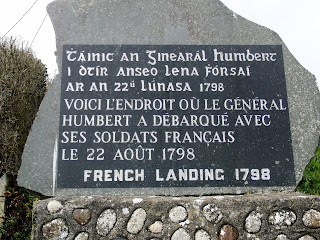 Táinic an Ginearál Humbert
i dtír anseo lena fórsaí
ar an 22ú Lúnasa 1798
VOICI L'ENDROIT OÙ LE GÉNÉRAL
HUMBERT A DÉBARQUÉ AVEC
SES SOLDATS FRANÇAIS
LE 22 AOÛT 1798
FRENCH LANDING 1798